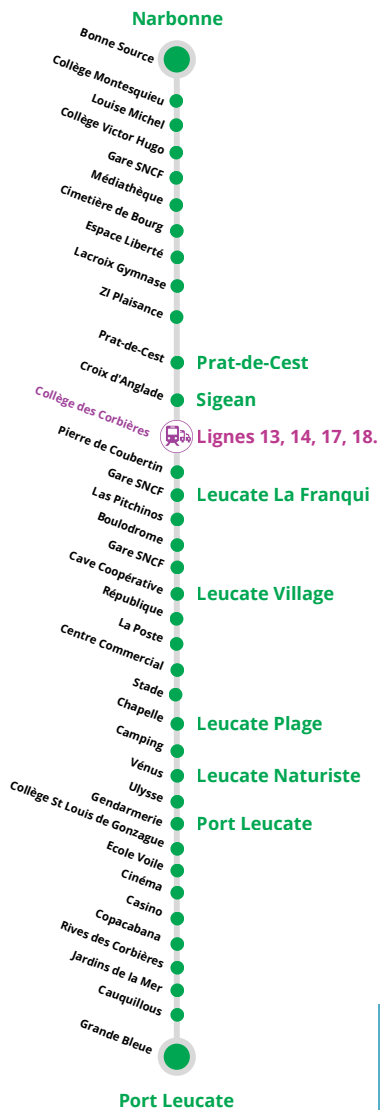 Narbonne
Bonne Source
Collège Montesquieu
Louise Michel
Collège Victor Hugo
Gare SNCF
Médiathèque
Cimetière de Bourg
Espace Liberté
Lacroix Gymnase
ZI Plaisance
Prat-de-Cest
Prat-de-Cest
Croix d'Anglade
Sigean
Collège des Corbières
Lignes 13, 14, 17, 18.
Pierre de Coubertin
Gare SNCF
Leucate La Franqui
Las Pitchinos
Boulodrome
Gare SNCF
Cave Coopérative
Leucate Village
République
La Poste
Centre Commercial
Stade
Chapelle
Leucate Plage
Camping
Vénus
Leucate Naturiste
Ulysse
Gendarmerie
Port Leucate
Collège St Louis de Gonzague
Ecole Voile
Cinéma
Casino
Copacabana
Rives des Corbières
Jardins de la Mer
Cauquillous
Grande Bleue
Port Leucate